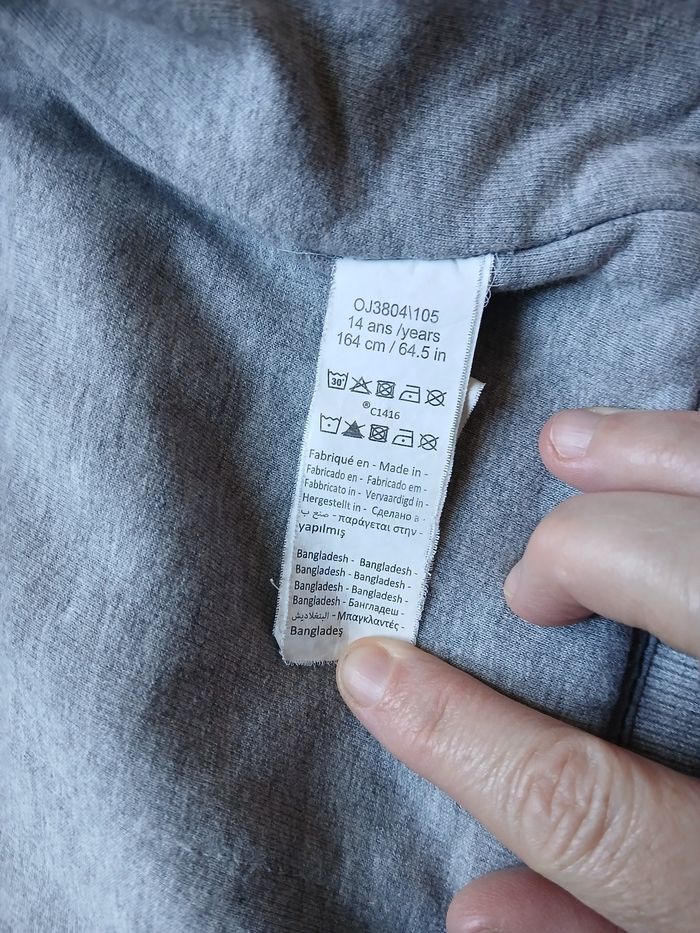 OJ3804\105
14 ans /years
164 cm / 64.5 in
30°
®C1416
Fabriqué en - Made in -
Fabricado en - Fabricado em -
Fabbricato in - Vervaardigd in -
Hergestellt in - Сделано в -
صنع ب - παράγεται στην -
yapılmış
Bangladesh - Bangladesh -
Bangladesh - Bangladesh -
Bangladesh - Bangladesh -
Bangladesh - Бангладеш -
البنغلاديش - Μπαγκλαντές -
Bangladeş